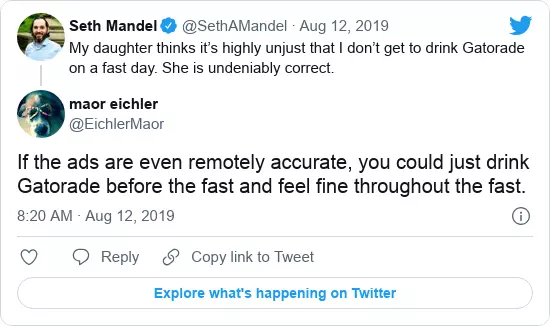 Seth Mandel @SethAMandel · Aug 12, 2019
My daughter thinks it's highly unjust that I don't get to drink Gatorade
on a fast day. She is undeniably correct.
maor eichler
@EichlerMaor
If the ads are even remotely accurate, you could just drink
Gatorade before the fast and feel fine throughout the fast.
8:20 AM · Aug 12, 2019
Reply
Copy link to Tweet
Explore what's happening on Twitter